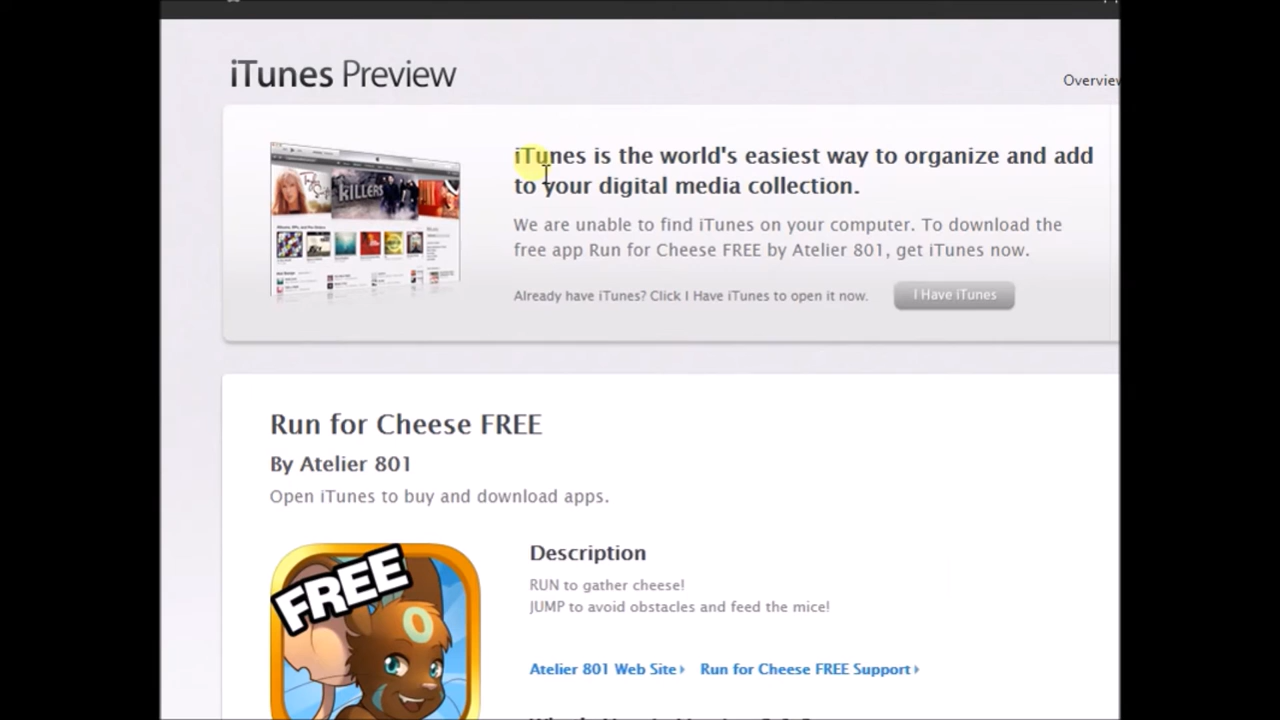 iTunes Preview
Overview
iTunes is the world's easiest way to organize and add
to your digital media collection.
We are unable to find iTunes on your computer. To download the
free app Run for Cheese FREE by Atelier 801, get iTunes now.
Already have iTunes? Click I Have iTunes to open it now.
I Have iTunes
KILLERS
Run for Cheese FREE
By Atelier 801
Open iTunes to buy and download apps.
FREE
Description
RUN to gather cheese!
JUMP to avoid obstacles and feed the mice!
Atelier 801 Web Site
Run for Cheese FREE Support